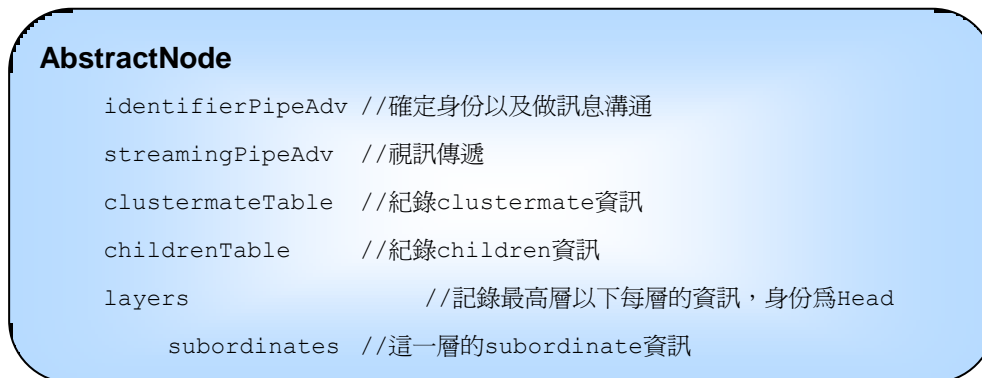 AbstractNode
identifierPipeAdv //確定身份以及做訊息溝通
streamingPipeAdv //視訊傳遞
clustermateTable //紀錄clustermate資訊
childrenTable //紀錄children資訊
layers //記錄最高層以下每層的資訊，身份為Head
subordinates //這一層的subordinate資訊